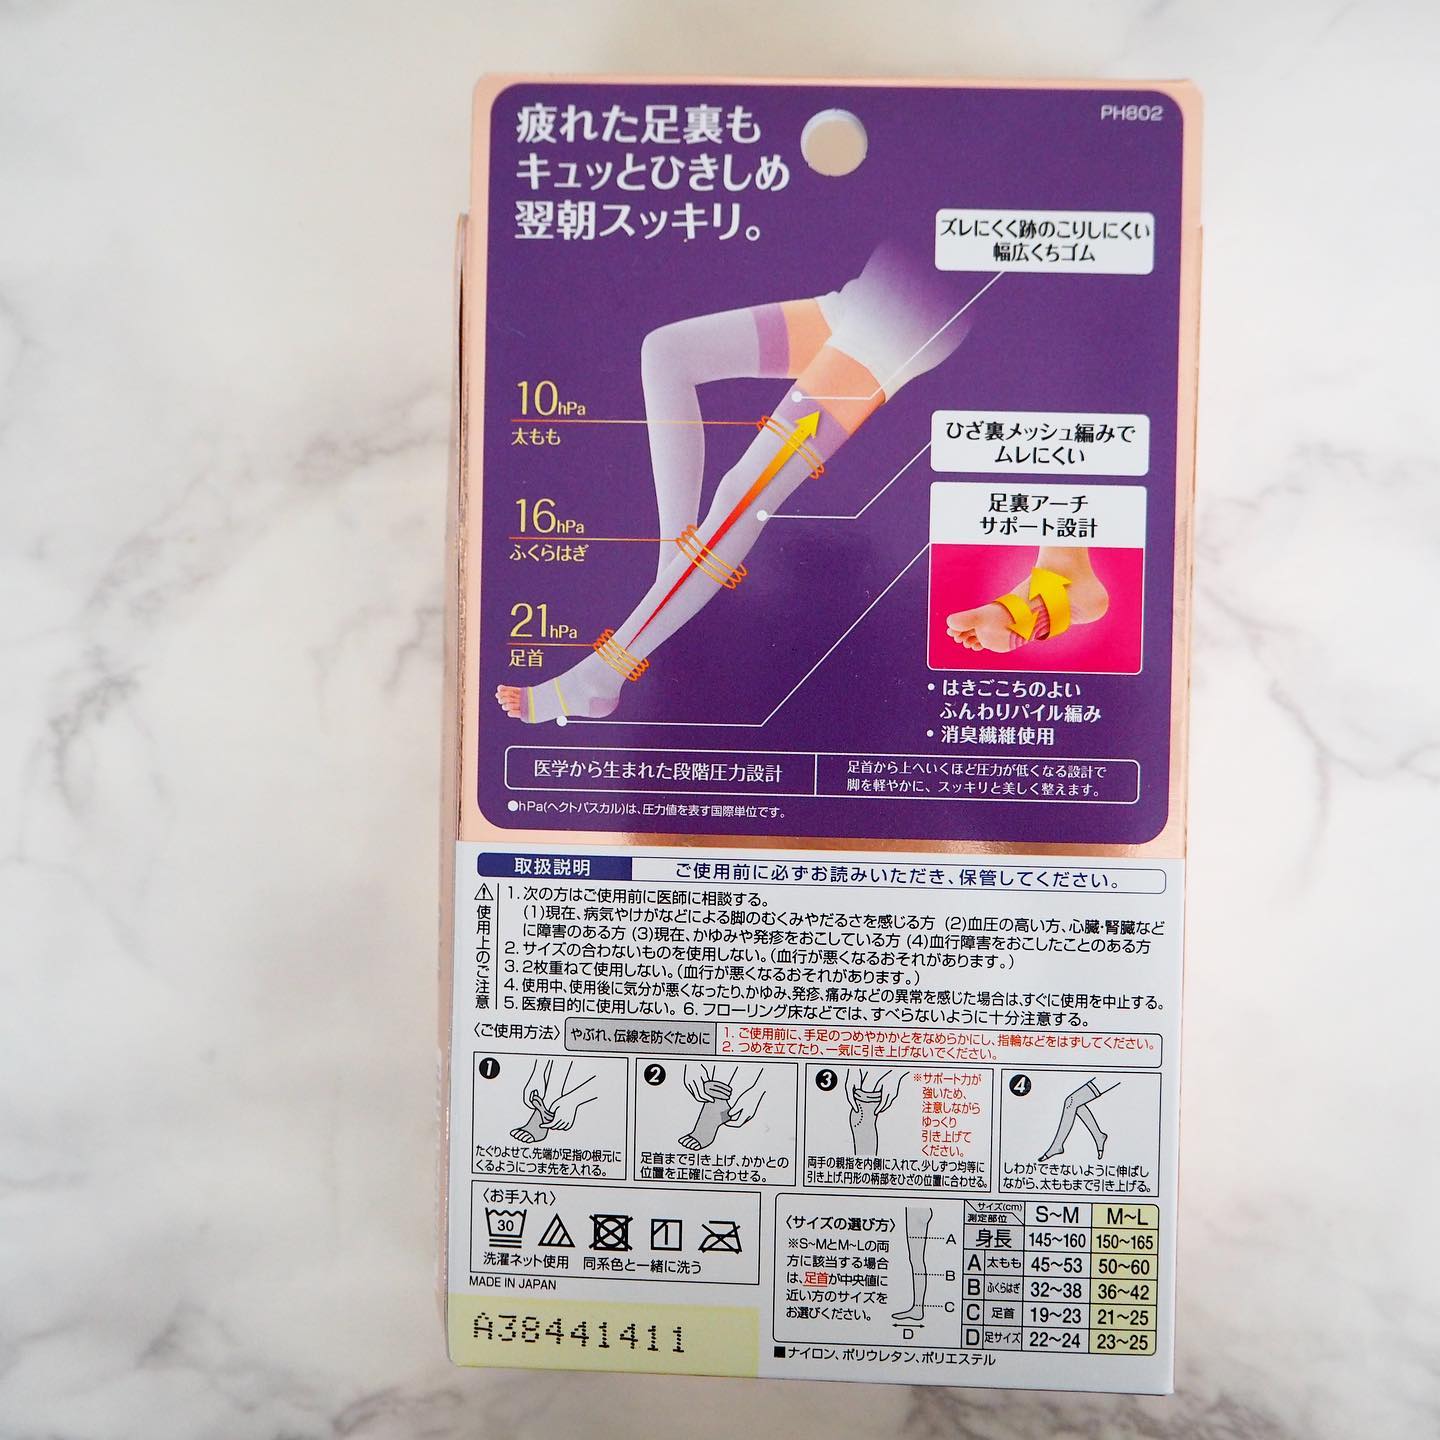 PH802
疲れた足裏も
キュッとひきしめ
翌朝スッキリ。
ズレにくく跡のこりしにくい
幅広くちゴム
10hPa
太もも
ひざ裏メッシュ編みで
ムレにくい
16hPa
ふくらはぎ
足裏アーチ
サポート設計
21hPa
足首
• はきごこちのよい
ふんわりパイル編み
• 消臭繊維使用
医学から生まれた段階圧力設計
足首から上へいくほど圧力が低くなる設計で
脚を軽やかに、スッキリと美しく整えます。
●hPa(ヘクトパスカル)は、圧力値を表す国際単位です。
取扱説明
ご使用前に必ずお読みいただき、保管してください。
使用上のご注意
1. 次の方はご使用前に医師に相談する。
(1)現在、病気やけがなどによる脚のむくみやだるさを感じる方 (2)血圧の高い方、心臓・腎臓など
に障害のある方 (3)現在、かゆみや発疹をおこしている方 (4)血行障害をおこしたことのある方
2. サイズの合わないものを使用しない。(血行が悪くなるおそれがあります。)
3. 2枚重ねて使用しない。(血行が悪くなるおそれがあります。)
4. 使用中、使用後に気分が悪くなったり、かゆみ、発疹、痛みなどの異常を感じた場合は、すぐに使用を中止する。
5. 医療目的に使用しない。 6. フローリング床などでは、すべらないように十分注意する。
〈ご使用方法〉
やぶれ、伝線を防ぐために
1. ご使用前に、手足のつめやかかとをなめらかにし、指輪などをはずしてください。
2. つめを立てたり、一気に引き上げないでください。
1
たぐりよせて、先端が足指の根元に
くるようにつま先を入れる。
2
足首まで引き上げ、かかとの
位置を正確に合わせる。
3
※サポート力が
強いため、
注意しながら
ゆっくり
引き上げて
ください。
両手の親指を内側に入れて、少しずつ均等に
引き上げ、円形の柄部をひざの位置に合わせる。
4
しわができないように伸ばし
ながら、太ももまで引き上げる。
〈お手入れ〉
30
洗濯ネット使用 同系色と一緒に洗う
MADE IN JAPAN
A38441411
〈サイズの選び方〉
※S~MとM~Lの両
方に該当する場合
は、足首が中央値に
近い方のサイズを
お選びください。
A
B
C
D
サイズ(cm)
測定部位
S~M M~L
身長 145~160 150~165
A 太もも 45~53 50~60
B ふくらはぎ 32~38 36~42
C 足首 19~23 21~25
D 足サイズ 22~24 23~25
■ナイロン、ポリウレタン、ポリエステル